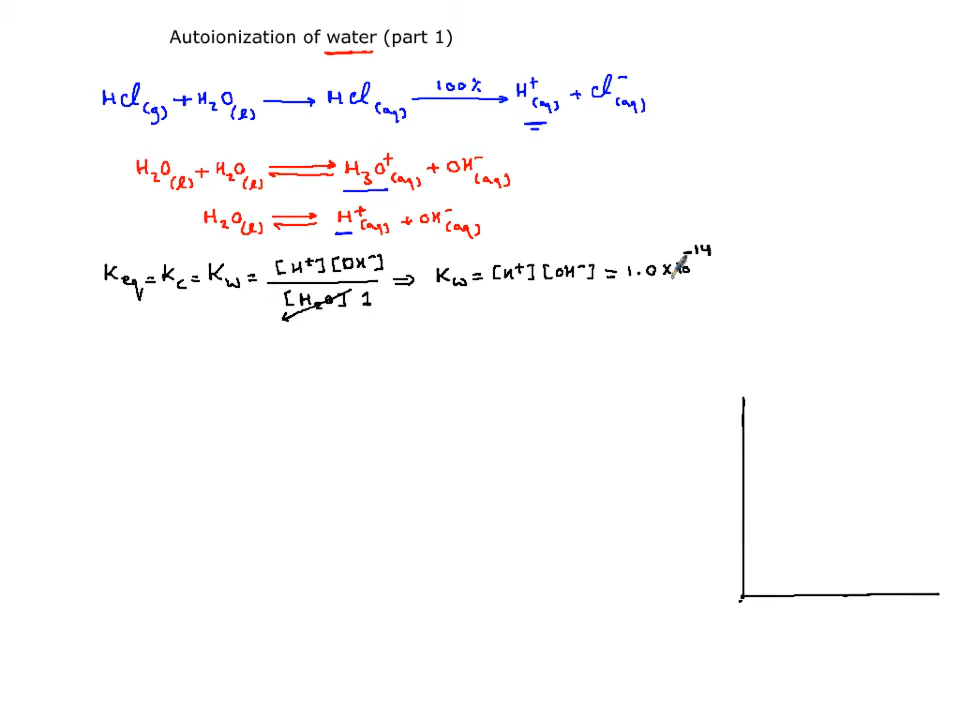 Autoionization of water (part 1)
HCl(g) + H₂O(l) ⟶ HCl(aq) ⟶ 100% H⁺(aq) + Cl⁻(aq)
H₂O(l) + H₂O(l) ⇌ H₃O⁺(aq) + OH⁻(aq)
H₂O(l) ⇌ H⁺(aq) + OH⁻(aq)
Keq = Kc = Kw = [H⁺][OH⁻] / [H₂O] 1 ⇒ Kw = [H⁺][OH⁻] = 1.0 × 10⁻¹⁴